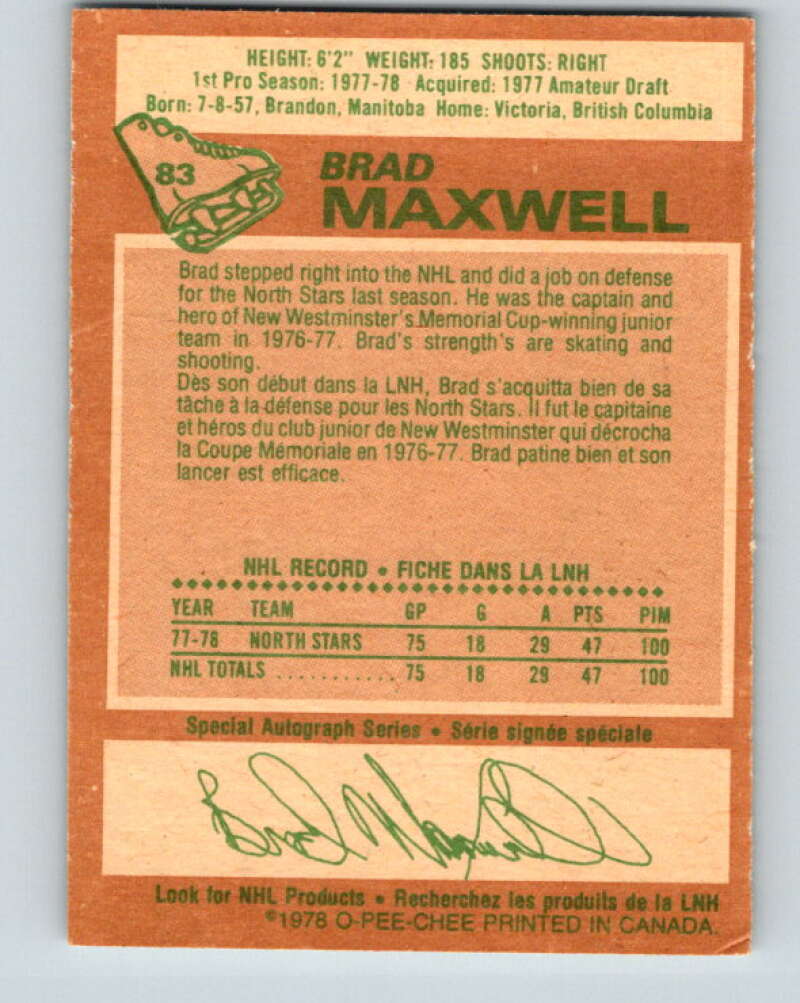 HEIGHT: 6'2" WEIGHT: 185 SHOOTS: RIGHT
1st Pro Season: 1977-78 Acquired: 1977 Amateur Draft
Born: 7-8-57, Brandon, Manitoba Home: Victoria, British Columbia
83
BRAD
MAXWELL
Brad stepped right into the NHL and did a job on defense
for the North Stars last season. He was the captain and
hero of New Westminster's Memorial Cup-winning junior
team in 1976-77. Brad's strength's are skating and
shooting.
Dès son début dans la LNH, Brad s'acquitta bien de sa
tâche à la défense pour les North Stars. Il fut le capitaine
et héros du club junior de New Westminster qui décrocha
la Coupe Mémoriale en 1976-77. Brad patine bien et son
lancer est efficace.
NHL RECORD • FICHE DANS LA LNH
YEAR TEAM GP G A PTS PIM
77-78 NORTH STARS 75 18 29 47 100
NHL TOTALS ........... 75 18 29 47 100
Special Autograph Series • Série signée spéciale
Brad Maxwell
Look for NHL Products • Recherchez les produits de la LNH
©1978 O-PEE-CHEE PRINTED IN CANADA.